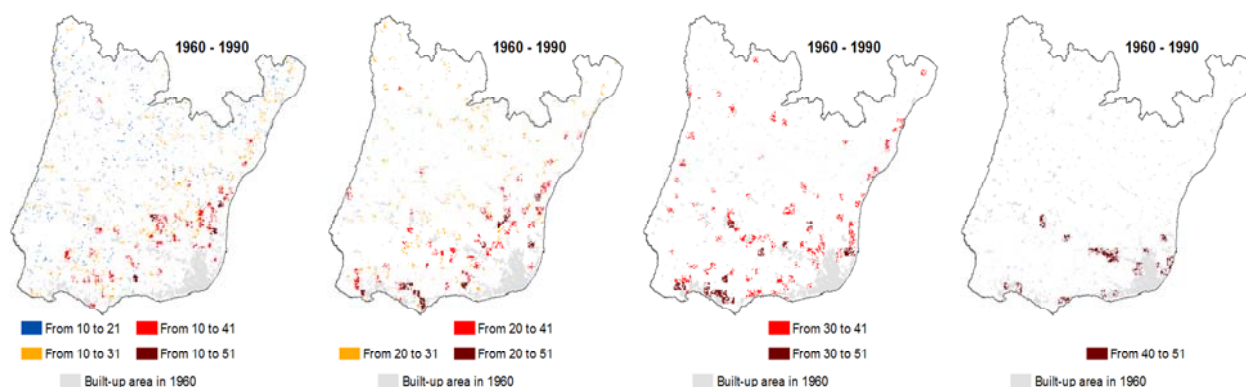 1960 - 1990
1960 - 1990
1960 - 1990
1960 - 1990
From 10 to 21
From 10 to 41
From 10 to 31
From 10 to 51
Built-up area in 1960
From 20 to 41
From 20 to 31
From 20 to 51
Built-up area in 1960
From 30 to 41
From 30 to 51
Built-up area in 1960
From 40 to 51
Built-up area in 1960